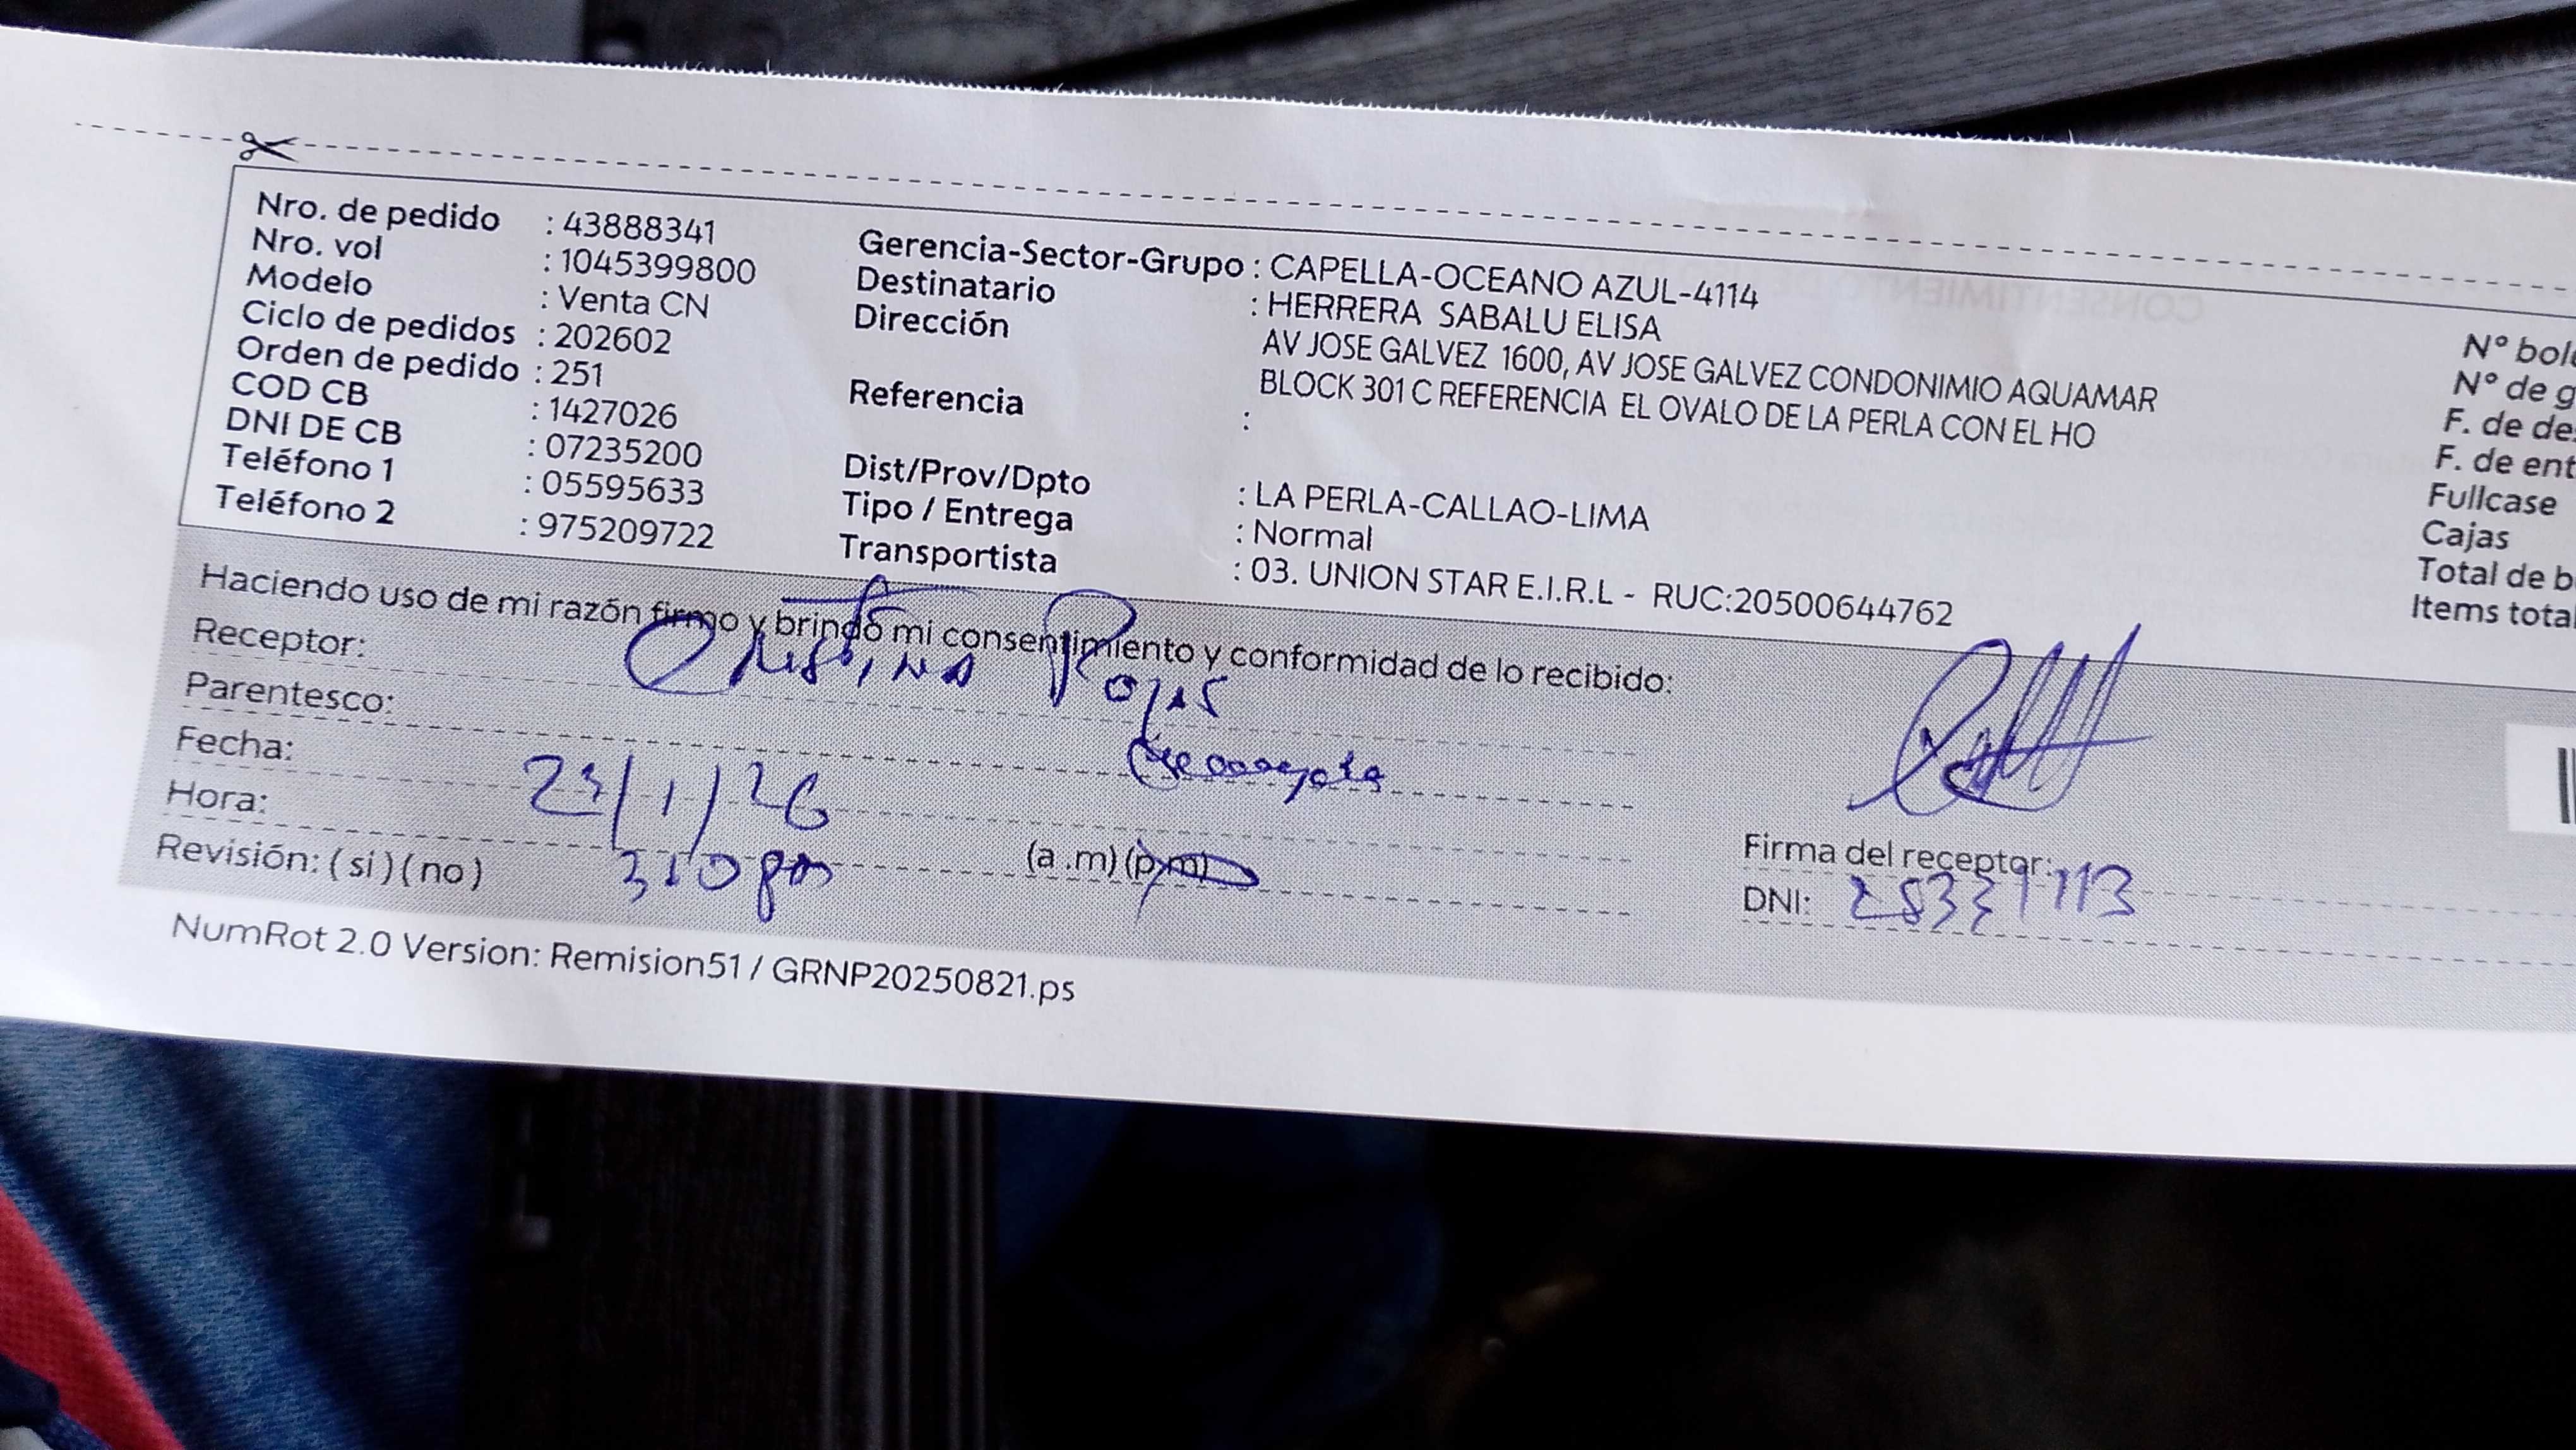 Nro. de pedido : 43888341
Nro. vol : 1045399800
Modelo : Venta CN
Ciclo de pedidos : 202602
Orden de pedido : 251
COD CB : 1427026
DNI DE CB : 07235200
Teléfono 1 : 05595633
Teléfono 2 : 975209722
Gerencia-Sector-Grupo : CAPELLA-OCEANO AZUL-4114
Destinatario : HERRERA SABALU ELISA
Dirección AV JOSE GALVEZ 1600, AV JOSE GALVEZ CONDONIMIO AQUAMAR
BLOCK 301 C REFERENCIA EL OVALO DE LA PERLA CON EL HO
Referencia :
Dist/Prov/Dpto : LA PERLA-CALLAO-LIMA
Tipo / Entrega : Normal
Transportista : 03. UNION STAR E.I.R.L - RUC:20500644762
N° bole
N° de g
F. de de
F. de ent
Fullcase
Cajas
Total de b
Items tota
Haciendo uso de mi razón firmo y brindo mi consentimiento y conformidad de lo recibido:
Receptor: Cristina Rojas
Parentesco:
Fecha: 23/1/26
Hora: 310 pm (a .m) (p.m)
Revisión: ( si ) ( no )
Firma del receptor:
DNI:
NumRot 2.0 Version: Remision51 / GRNP20250821.ps